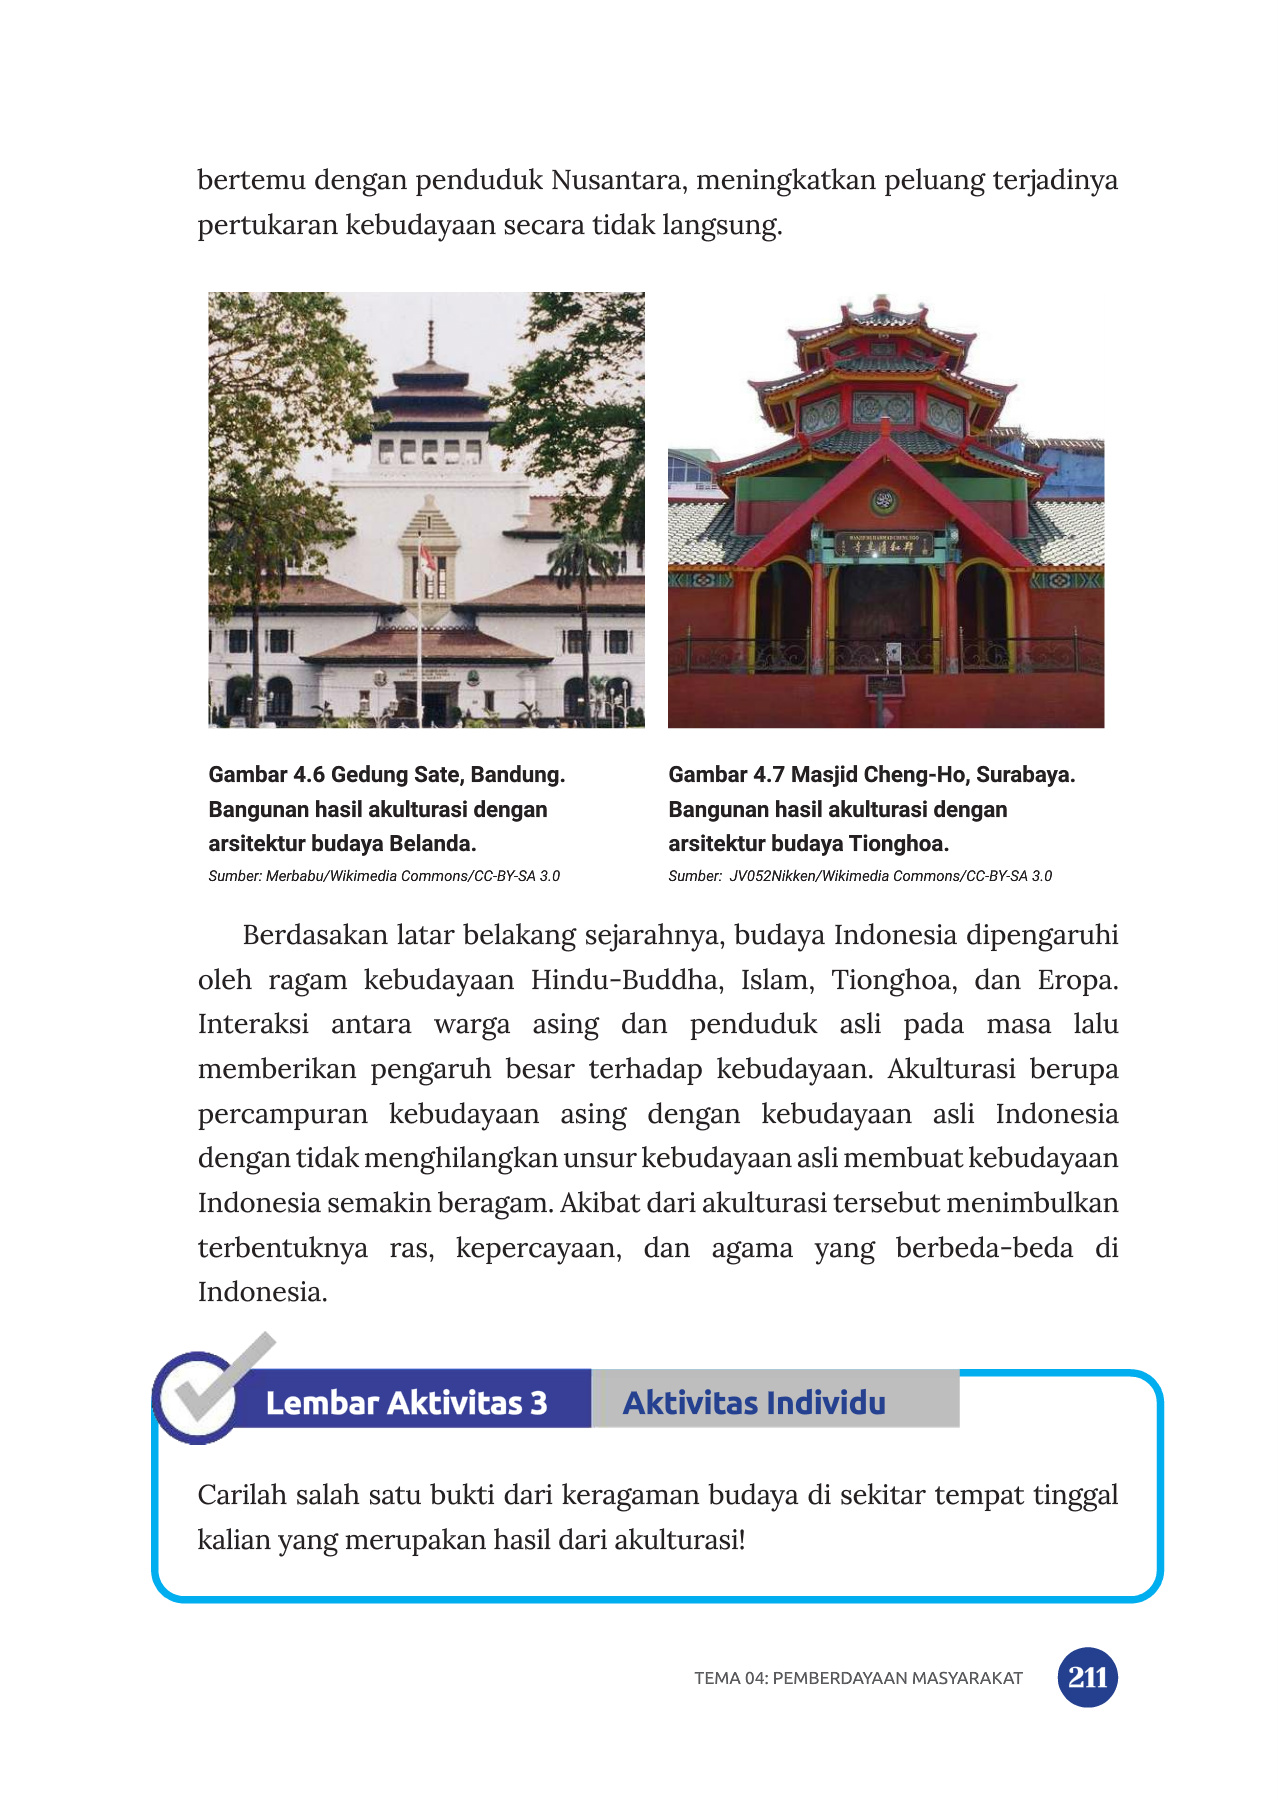 bertemu dengan penduduk Nusantara, meningkatkan peluang terjadinya
pertukaran kebudayaan secara tidak langsung.
Gambar 4.6 Gedung Sate, Bandung.
Bangunan hasil akulturasi dengan
arsitektur budaya Belanda.
Sumber: Merbabu/Wikimedia Commons/CC-BY-SA 3.0
Gambar 4.7 Masjid Cheng-Ho, Surabaya.
Bangunan hasil akulturasi dengan
arsitektur budaya Tionghoa.
Sumber: JV052Nikken/Wikimedia Commons/CC-BY-SA 3.0
Berdasakan latar belakang sejarahnya, budaya Indonesia dipengaruhi
oleh ragam kebudayaan Hindu-Buddha, Islam, Tionghoa, dan Eropa.
Interaksi antara warga asing dan penduduk asli pada masa lalu
memberikan pengaruh besar terhadap kebudayaan. Akulturasi berupa
percampuran kebudayaan asing dengan kebudayaan asli Indonesia
dengan tidak menghilangkan unsur kebudayaan asli membuat kebudayaan
Indonesia semakin beragam. Akibat dari akulturasi tersebut menimbulkan
terbentuknya ras, kepercayaan, dan agama yang berbeda-beda di
Indonesia.
Lembar Aktivitas 3 Aktivitas Individu
Carilah salah satu bukti dari keragaman budaya di sekitar tempat tinggal
kalian yang merupakan hasil dari akulturasi!
TEMA 04: PEMBERDAYAAN MASYARAKAT 211